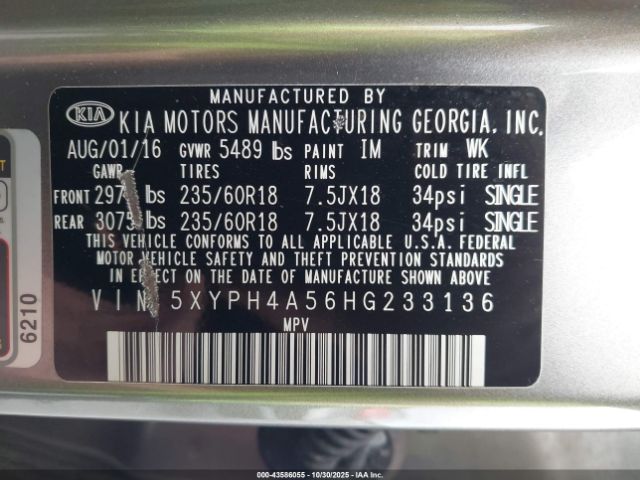 MANUFACTURED BY
KIA KIA MOTORS MANUFACTURING GEORGIA, INC.
AUG/01/16 GVWR 5489 lbs PAINT IM TRIM WK
GAWR TIRES RIMS COLD TIRE INFL
FRONT lbs 235/60R18 7.5JX18 34psi SINGLE
REAR lbs 235/60R18 7.5JX18 34psi SINGLE
THIS VEHICLE CONFORMS TO ALL APPLICABLE U.S.A. FEDERAL
MOTOR VEHICLE SAFETY AND THEFT PREVENTION STANDARDS
IN EFFECT ON THE DATE OF MANUFACTURE SHOWN ABOVE
VIN 5XYPH4A56HG233136
MPV
6210
000-43586055 | 10/30/2025 | IAA Inc.